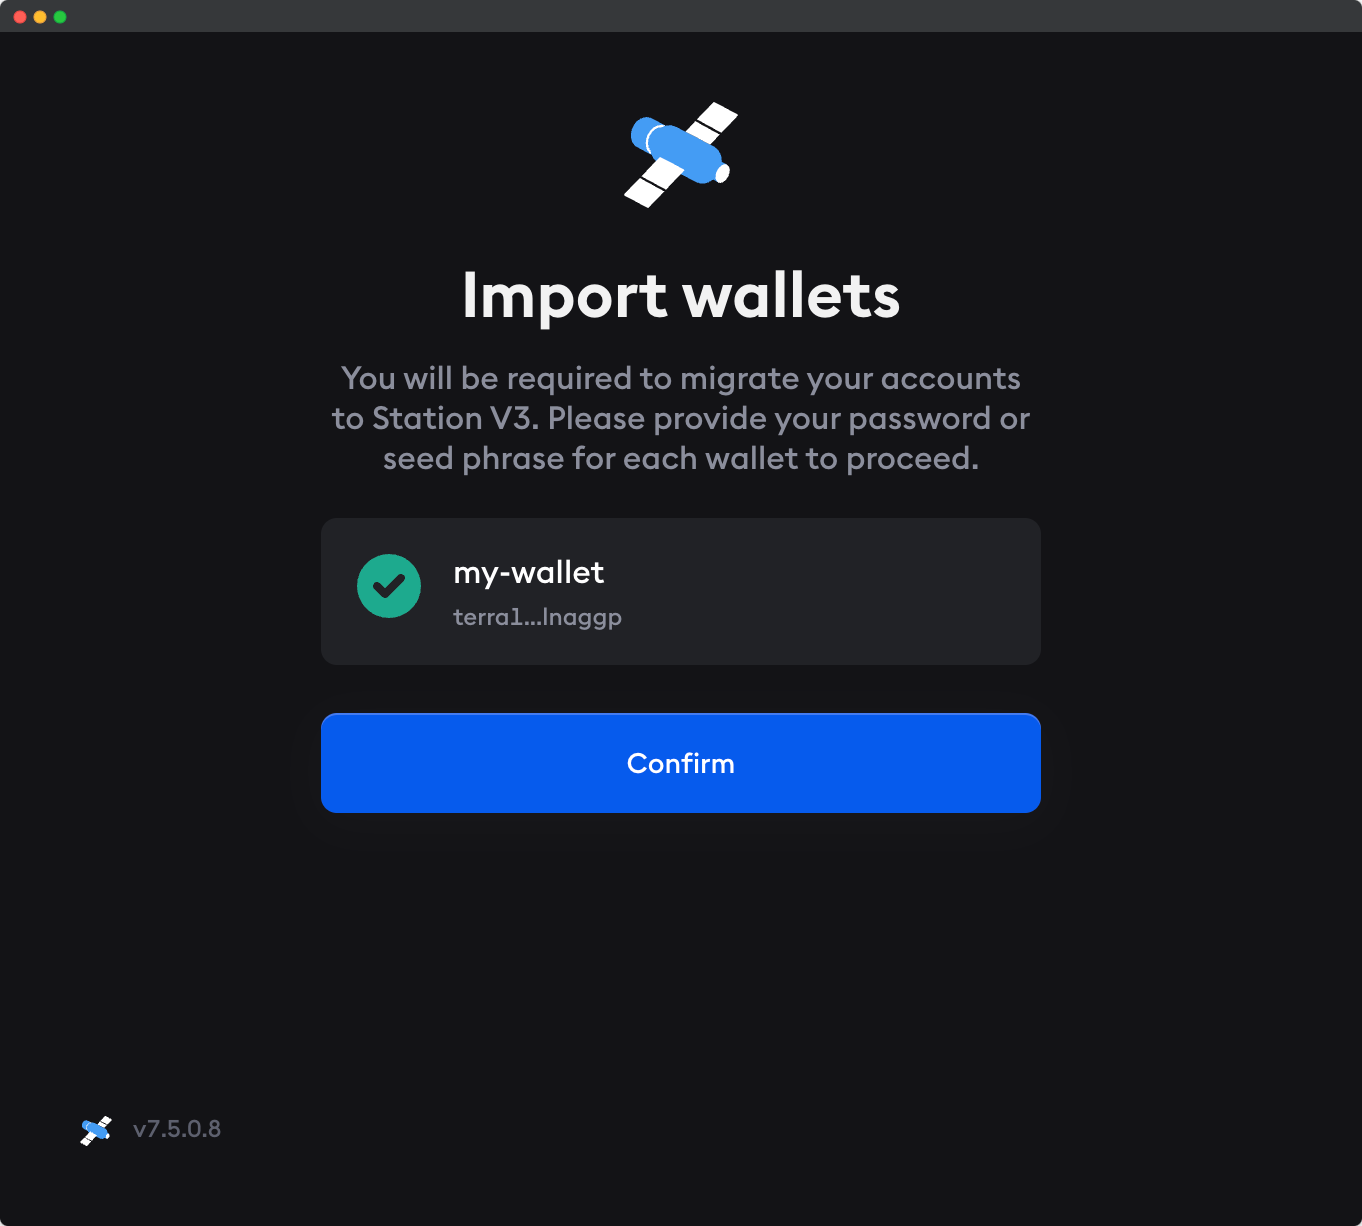 Import wallets
You will be required to migrate your accounts
to Station V3. Please provide your password or
seed phrase for each wallet to proceed.
my-wallet
terra1...lnaggp
Confirm
v7.5.0.8